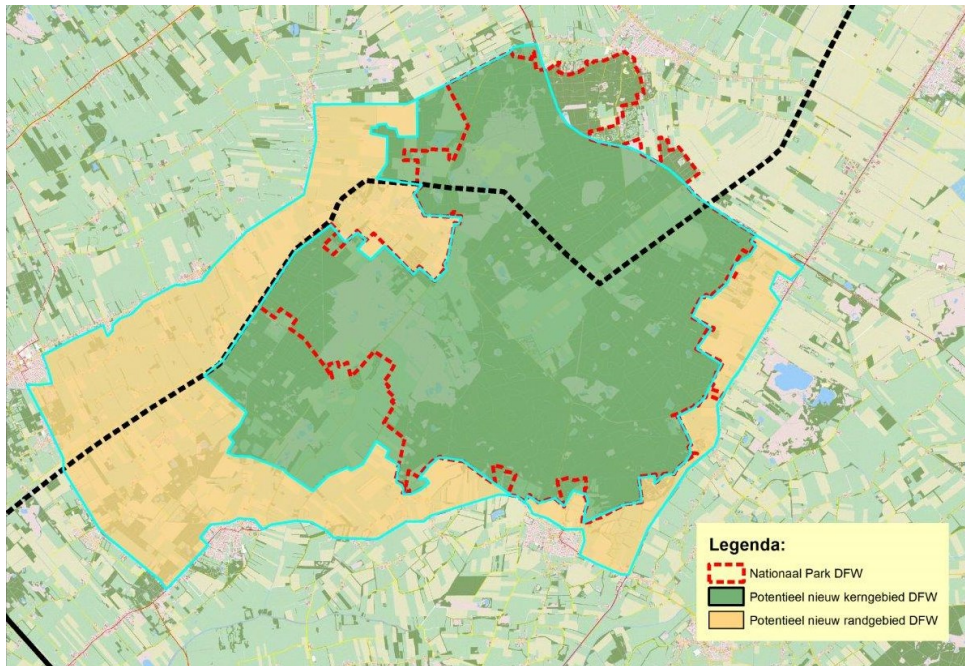 Legenda:
Nationaal Park DFW
Potentieel nieuw kerngebied DFW
Potentieel nieuw randgebied DFW